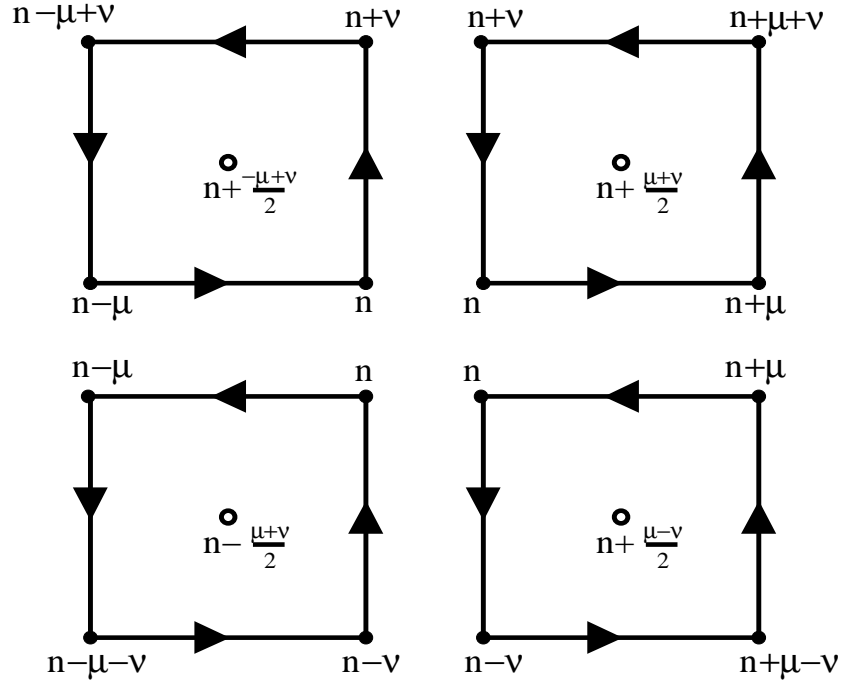 n−μ+ν n+ν n+ν n+μ+ν
n+ −μ+ν/2 n+ μ+ν/2
n−μ n n n+μ
n−μ n n n+μ
n− μ+ν/2 n+ μ−ν/2
n−μ−ν n−ν n−ν n+μ−ν